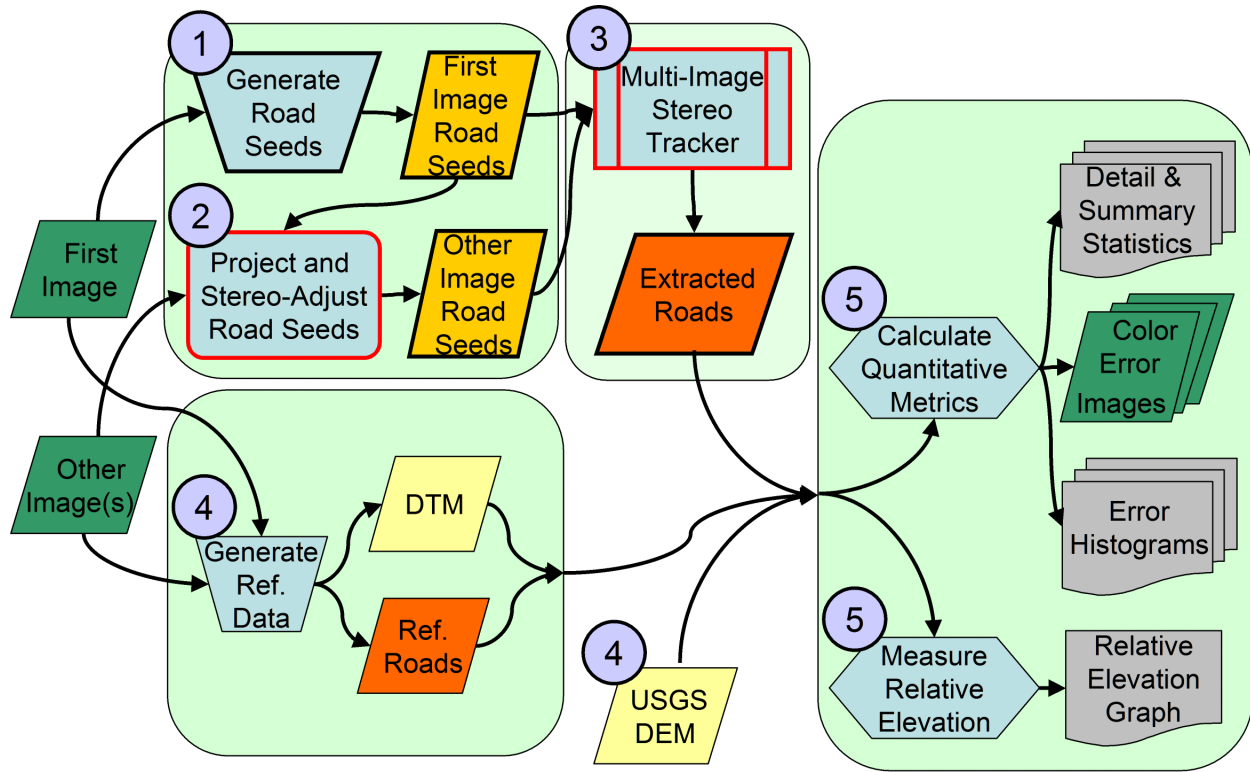 1
Generate
Road
Seeds
First
Image
Road
Seeds
3
Multi-Image
Stereo
Tracker
First
Image
2
Project and
Stereo-Adjust
Road Seeds
Other
Image
Road
Seeds
Extracted
Roads
Other
Image(s)
4
Generate
Ref.
Data
DTM
Ref.
Roads
4
USGS
DEM
5
Calculate
Quantitative
Metrics
Detail &
Summary
Statistics
Color
Error
Images
Error
Histograms
5
Measure
Relative
Elevation
Relative
Elevation
Graph